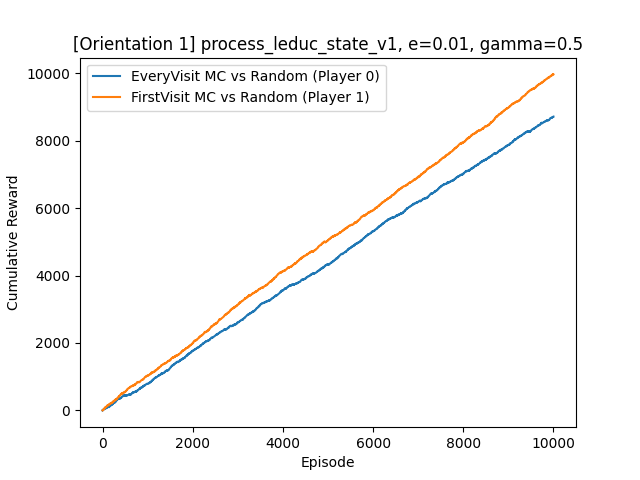 [Orientation 1] process_leduc_state_v1, e=0.01, gamma=0.5
EveryVisit MC vs Random (Player 0)
FirstVisit MC vs Random (Player 1)
10000
8000
6000
4000
2000
0
Cumulative Reward
0 2000 4000 6000 8000 10000
Episode